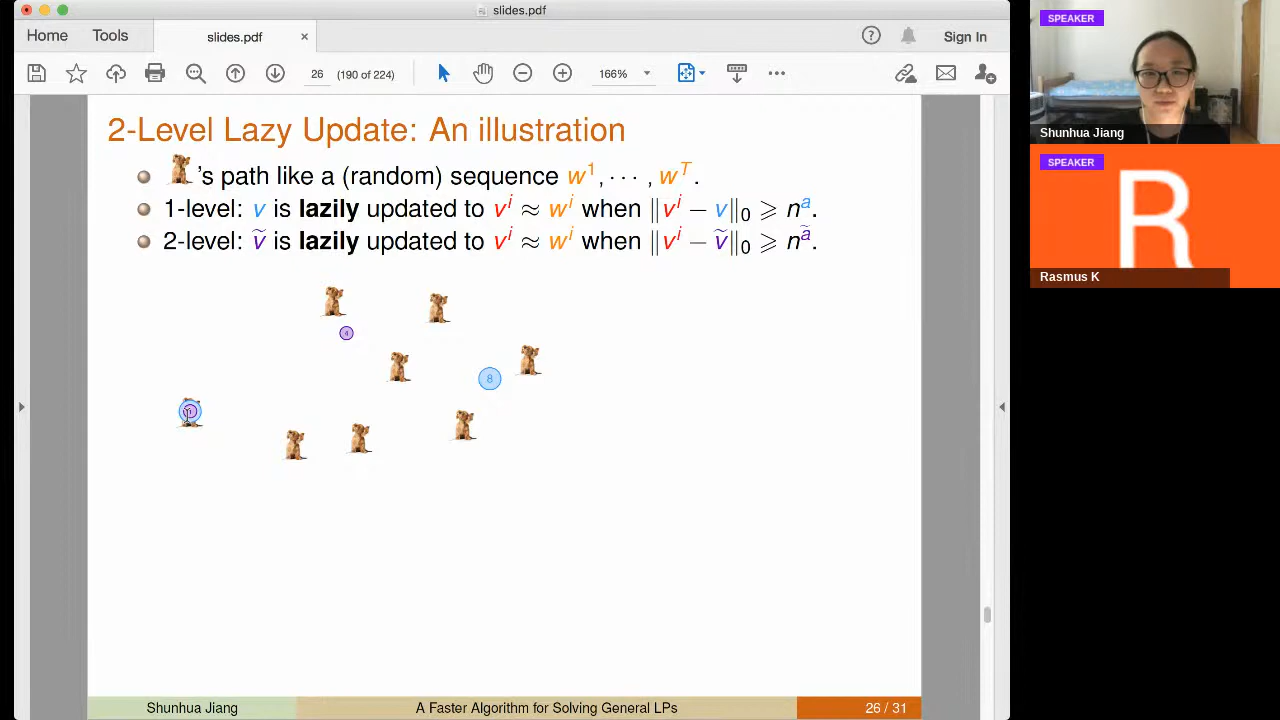 slides.pdf
Home Tools slides.pdf × Sign In
26 (190 of 224) 166%
2-Level Lazy Update: An illustration
's path like a (random) sequence w¹, ··· , wᵀ.
1-level: v is lazily updated to vⁱ ≈ wⁱ when ‖vⁱ − v‖₀ ⩾ nᵃ.
2-level: ṽ is lazily updated to vⁱ ≈ wⁱ when ‖vⁱ − ṽ‖₀ ⩾ nᵃ̃.
4
8
1
Shunhua Jiang A Faster Algorithm for Solving General LPs 26 / 31
SPEAKER
Shunhua Jiang
SPEAKER
R
Rasmus K